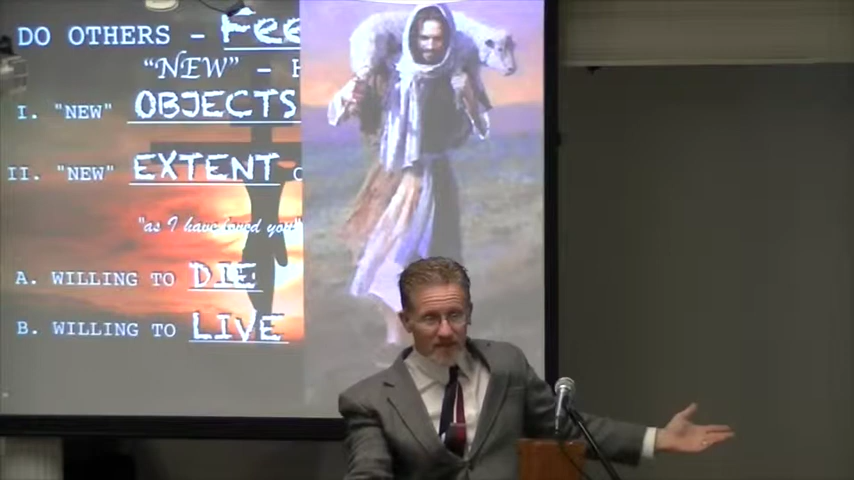 DO OTHERS - Fee
"NEW" -
I. "NEW" OBJECTS
II. "NEW" EXTENT
"as I have loved you"
A. WILLING TO DIE
B. WILLING TO LIVE